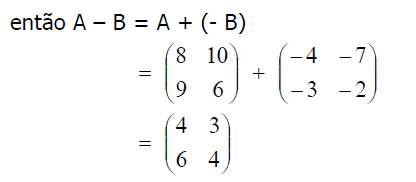 então A – B = A + (- B)
= (8 10
9 6) + (–4 –7
–3 –2)
= (4 3
6 4)